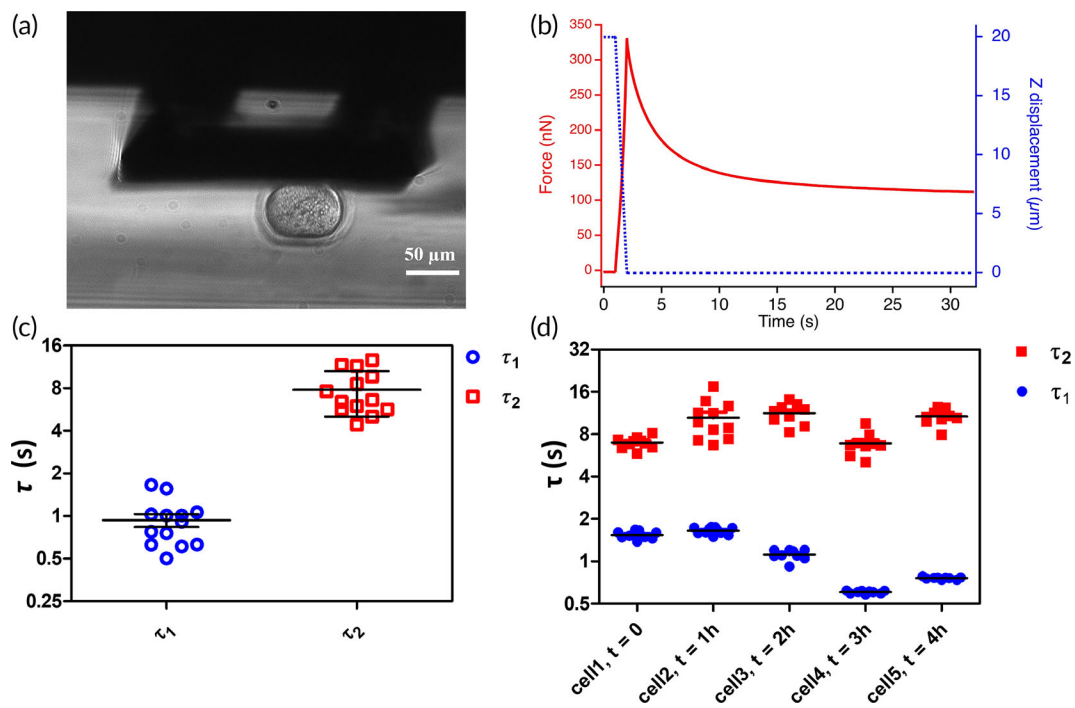 (a)
50 µm
(b)
350
300
250
200
150
100
50
0
Force (nN)
20
15
10
5
0
Z displacement (µm)
0
5
10
15
20
25
30
Time (s)
(c)
16
8
4
2
1
0.5
0.25
τ (s)
τ1
τ2
τ1
τ2
(d)
32
16
8
4
2
1
0.5
τ (s)
τ2
τ1
cell1, t = 0
cell2, t = 1h
cell3, t = 2h
cell4, t = 3h
cell5, t = 4h